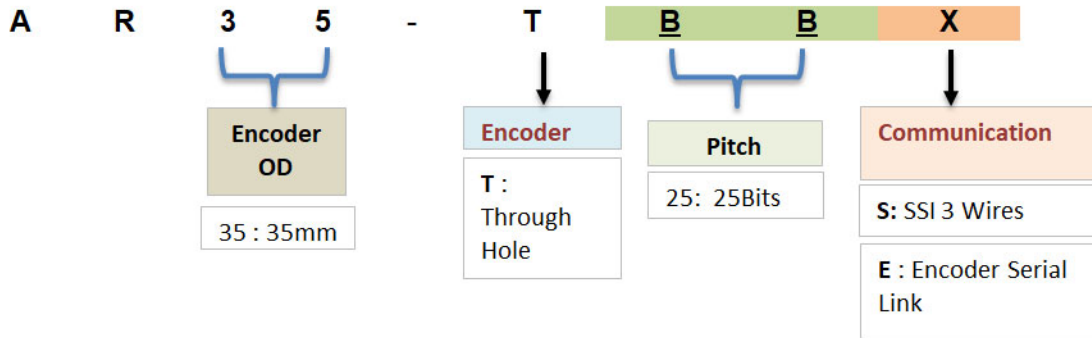 A R 3 5 - T B B X
Encoder
OD
35 : 35mm
Encoder
T :
Through
Hole
Pitch
25: 25Bits
Communication
S: SSI 3 Wires
E : Encoder Serial
Link